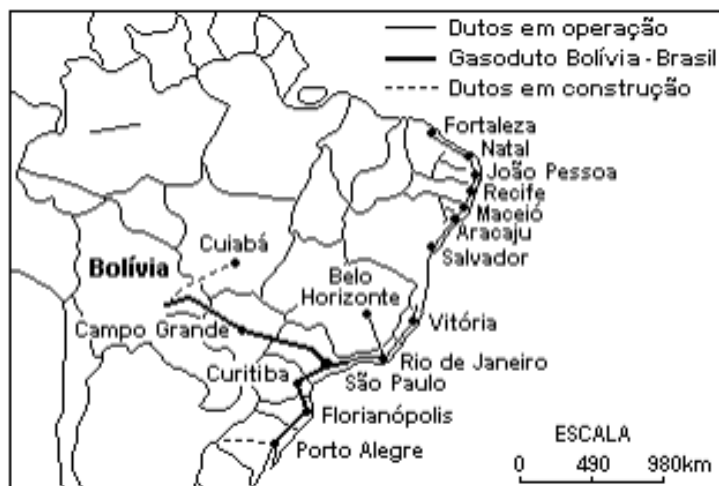 Dutos em operação
Gasoduto Bolívia - Brasil
Dutos em construção
Fortaleza
Natal
João Pessoa
Recife
Maceió
Aracaju
Salvador
Cuiabá
Bolívia
Belo
Horizonte
Vitória
Campo Grande
Rio de Janeiro
São Paulo
Curitiba
Florianópolis
Porto Alegre
ESCALA
0 490 980km